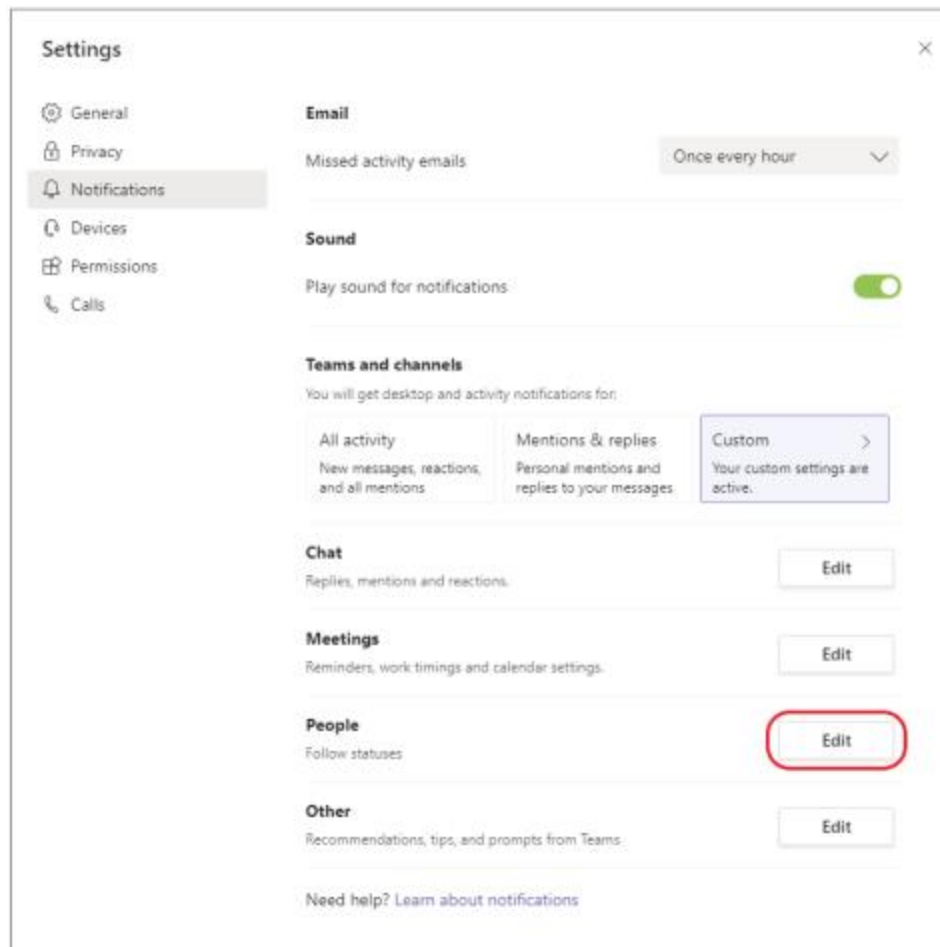 Settings
General
Privacy
Notifications
Devices
Permissions
Calls
Email
Missed activity emails
Once every hour
Sound
Play sound for notifications
Teams and channels
You will get desktop and activity notifications for:
All activity
New messages, reactions,
and all mentions
Mentions & replies
Personal mentions and
replies to your messages
Custom
Your custom settings are
active.
Chat
Replies, mentions and reactions.
Edit
Meetings
Reminders, work timings and calendar settings.
Edit
People
Follow statuses
Edit
Other
Recommendations, tips, and prompts from Teams
Edit
Need help? Learn about notifications